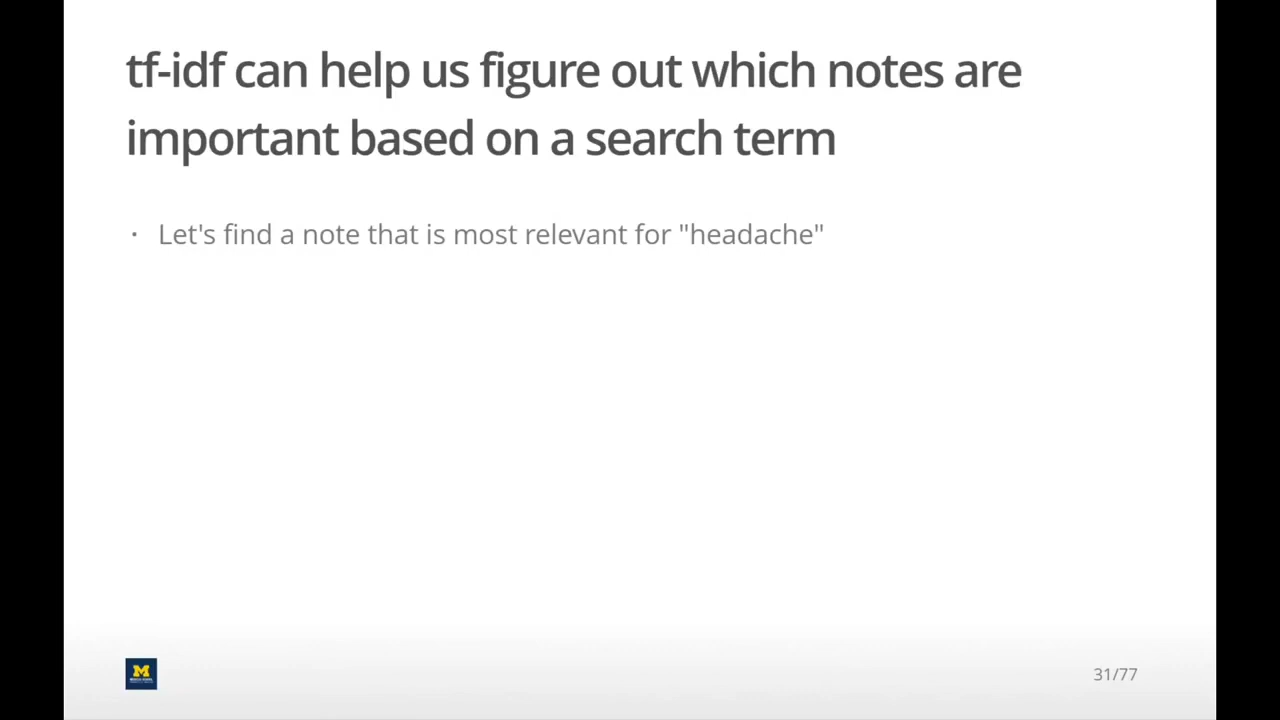 tf-idf can help us figure out which notes are
important based on a search term
· Let's find a note that is most relevant for "headache"
M
31/77